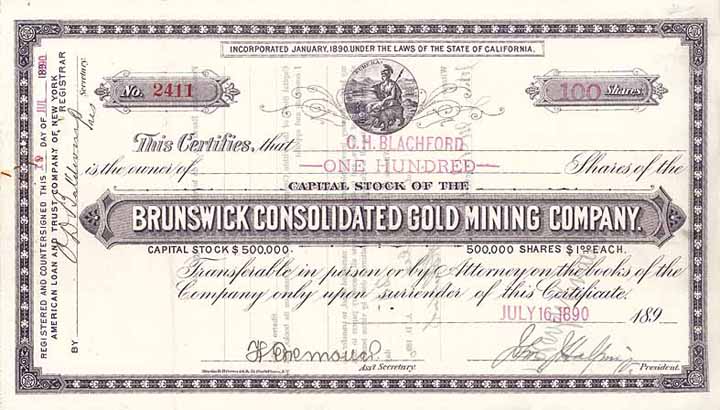 INCORPORATED JANUARY, 1890. UNDER THE LAWS OF THE STATE OF CALIFORNIA.
EUREKA
No. 2411
100 Shares
This Certifies, that C.H. BLACHFORD
is the owner of ONE HUNDRED Shares of the
CAPITAL STOCK OF THE
BRUNSWICK CONSOLIDATED GOLD MINING COMPANY.
CAPITAL STOCK $500,000. 500,000 SHARES $1.00 EACH.
Transferable in person or by Attorney on the books of the
Company only upon surrender of this Certificate.
JULY 16, 1890 189
Asst Secretary.
President.
REGISTERED AND COUNTERSIGNED THIS DAY OF JUL 1890
AMERICAN LOAN AND TRUST COMPANY, OF NEW YORK
REGISTRAR
BY Secretary.